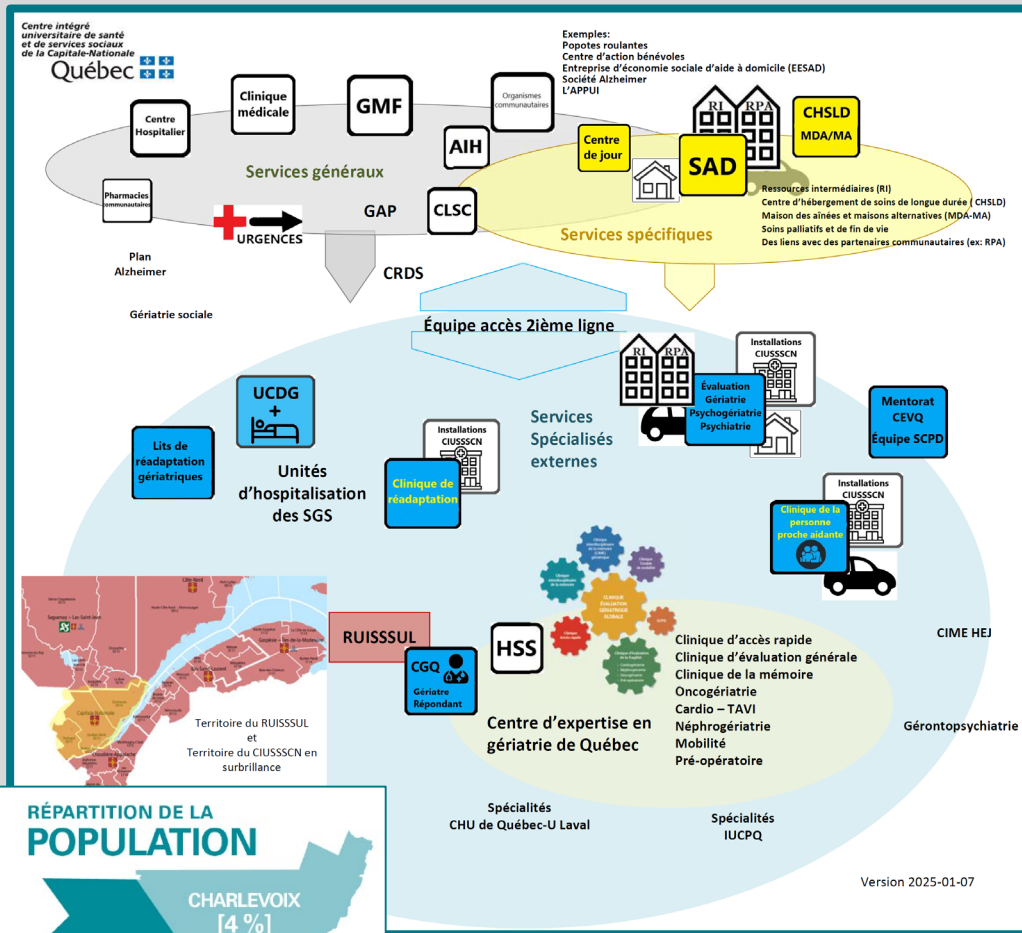 Centre intégré
universitaire de santé
et de services sociaux
de la Capitale-Nationale
Québec
Exemples:
Popotes roulantes
Centre d'action bénévoles
Entreprise d'économie sociale d'aide à domicile (EESAD)
Société Alzheimer
L'APPUI
Centre
Hospitalier
Clinique
médicale
GMF
Organismes
communautaires
AIH
Services généraux
Pharmacies
communautaires
URGENCES
GAP
CLSC
Centre
de jour
SAD
RI
RPA
CHSLD
MDA/MA
Ressources intermédiaires (RI)
Centre d'hébergement de soins de longue durée ( CHSLD)
Maison des aînées et maisons alternatives (MDA-MA)
Soins palliatifs et de fin de vie
Des liens avec des partenaires communautaires (ex: RPA)
Services spécifiques
Plan
Alzheimer
Gériatrie sociale
CRDS
Équipe accès 2ième ligne
UCDG
+
Lits de
réadaptation
gériatriques
Unités
d'hospitalisation
des SGS
Installations
CIUSSSCN
Clinique de
réadaptation
Services
Spécialisés
externes
RI
RPA
Installations
CIUSSSCN
Évaluation
Gériatrie
Psychogériatrie
Psychiatrie
Mentorat
CEVQ
Équipe SCPD
Installations
CIUSSSCN
Clinique de la
personne
proche aidante
CLINIQUE
ÉVALUATION
GÉRIATRIQUE
GLOBALE
RUISSSUL
CGQ
Gériatre
Répondant
HSS
Centre d'expertise en
gériatrie de Québec
Clinique d'accès rapide
Clinique d'évaluation générale
Clinique de la mémoire
Oncogériatrie
Cardio – TAVI
Néphrogériatrie
Mobilité
Pré-opératoire
CIME HEJ
Gérontopsychiatrie
Territoire du RUISSSUL
et
Territoire du CIUSSSCN en
surbrillance
Spécialités
CHU de Québec-U Laval
Spécialités
IUCPQ
Version 2025-01-07
RÉPARTITION DE LA
POPULATION
CHARLEVOIX
[4 %]